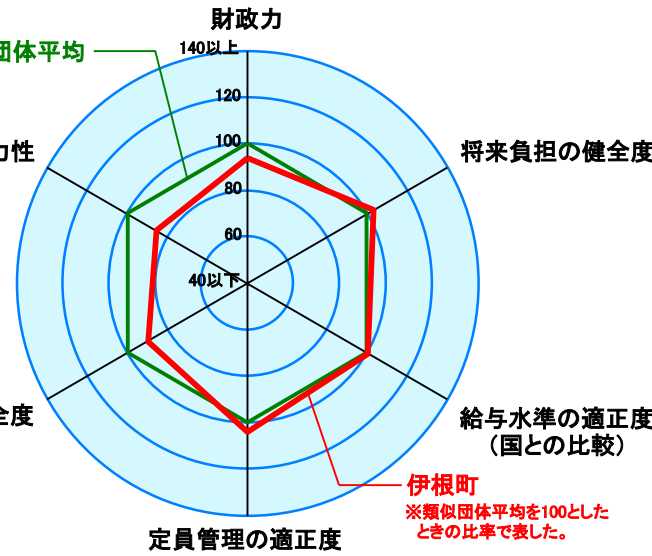 財政力
140以上
団体平均
120
100
力性
将来負担の健全度
80
60
40以下
全度
給与水準の適正度
（国との比較）
伊根町
※類似団体平均を100とした
ときの比率で表した。
定員管理の適正度